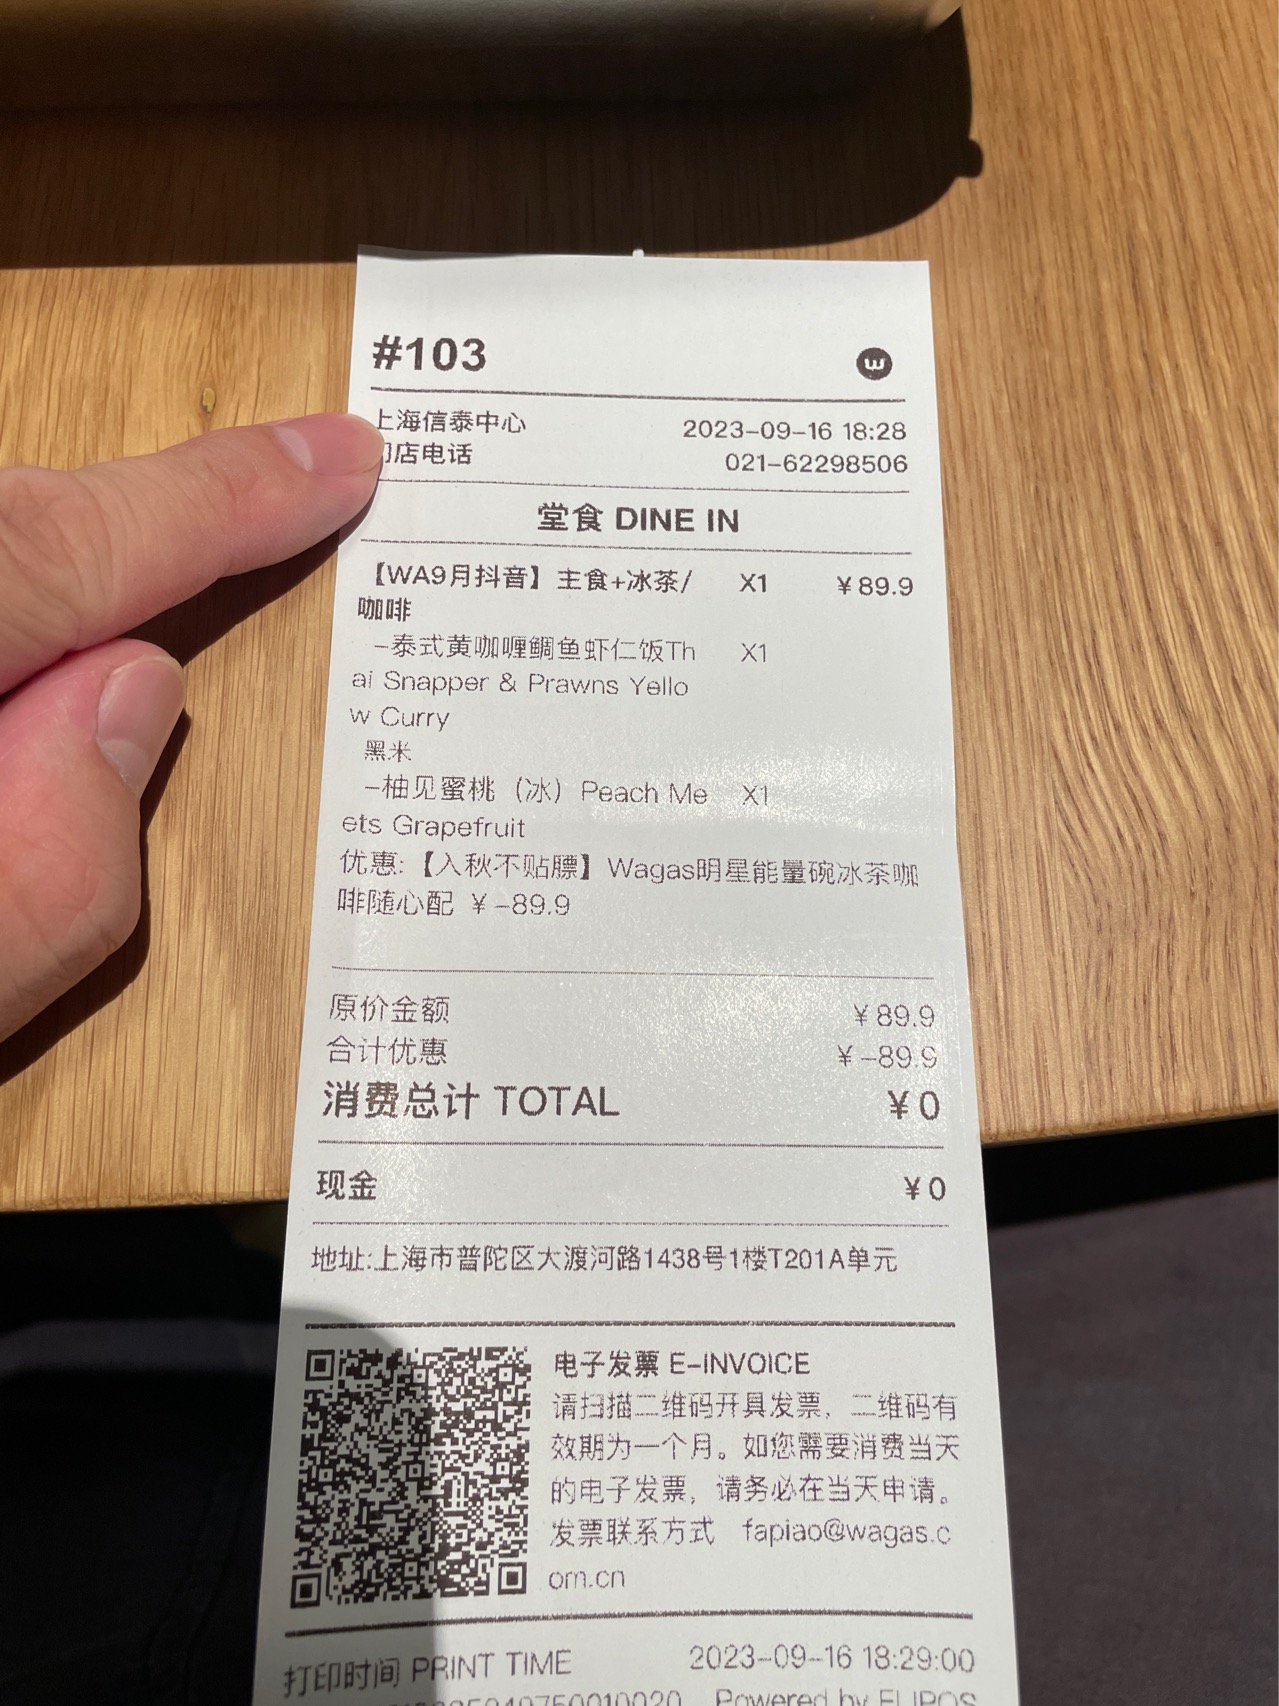 #103
W
上海信泰中心 2023-09-16 18:28
门店电话 021-62298506
堂食 DINE IN
【WA9月抖音】主食+冰茶/ X1 ￥89.9
咖啡
-泰式黄咖喱鲷鱼虾仁饭Th X1
ai Snapper & Prawns Yello
w Curry
黑米
-柚见蜜桃（冰）Peach Me X1
ets Grapefruit
优惠:【入秋不贴膘】Wagas明星能量碗冰茶咖
啡随心配 ￥-89.9
原价金额 ￥89.9
合计优惠 ￥-89.9
消费总计 TOTAL ￥0
现金 ￥0
地址:上海市普陀区大渡河路1438号1楼T201A单元
电子发票 E-INVOICE
请扫描二维码开具发票，二维码有
效期为一个月。如您需要消费当天
的电子发票，请务必在当天申请。
发票联系方式 fapiao@wagas.c
om.cn
打印时间 PRINT TIME 2023-09-16 18:29:00
Powered by ELIPOS